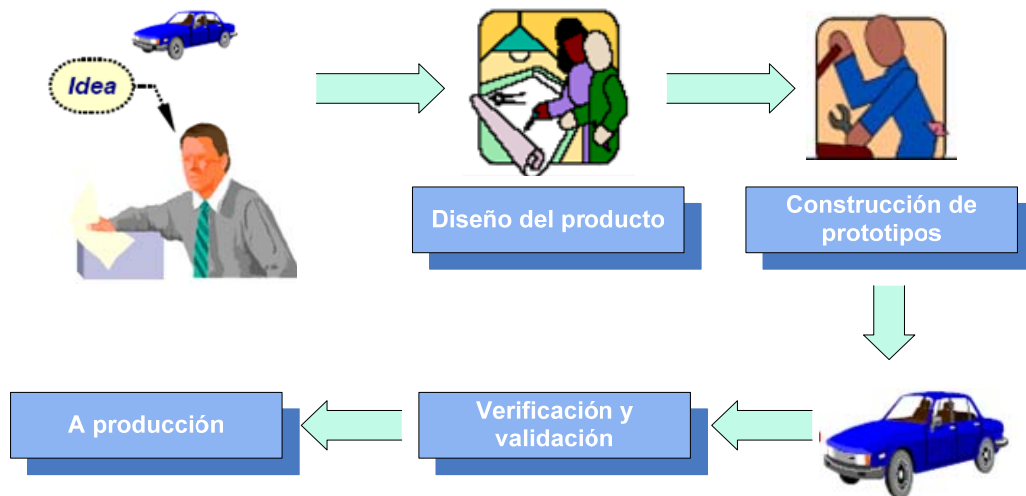 Idea
Diseño del producto
Construcción de
prototipos
A producción
Verificación y
validación